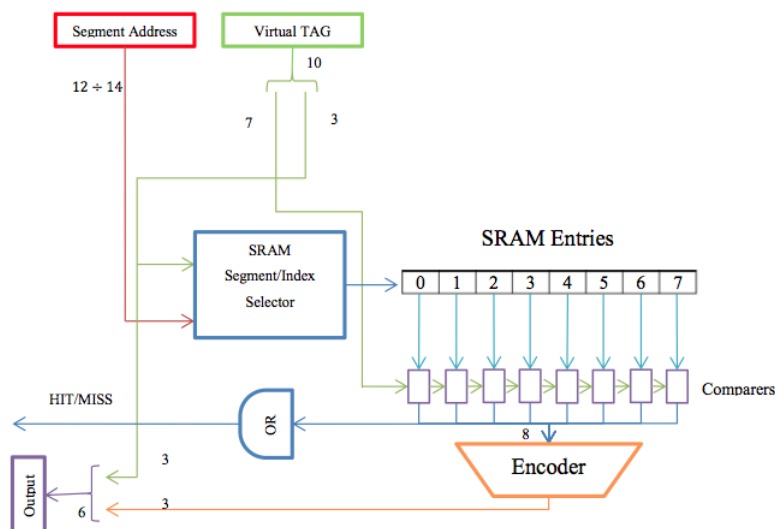 Segment Address
Virtual TAG
10
12 ÷ 14
7
3
SRAM
Segment/Index
Selector
SRAM Entries
0 1 2 3 4 5 6 7
Comparers
HIT/MISS
OR
8
Encoder
3
Output
6
3